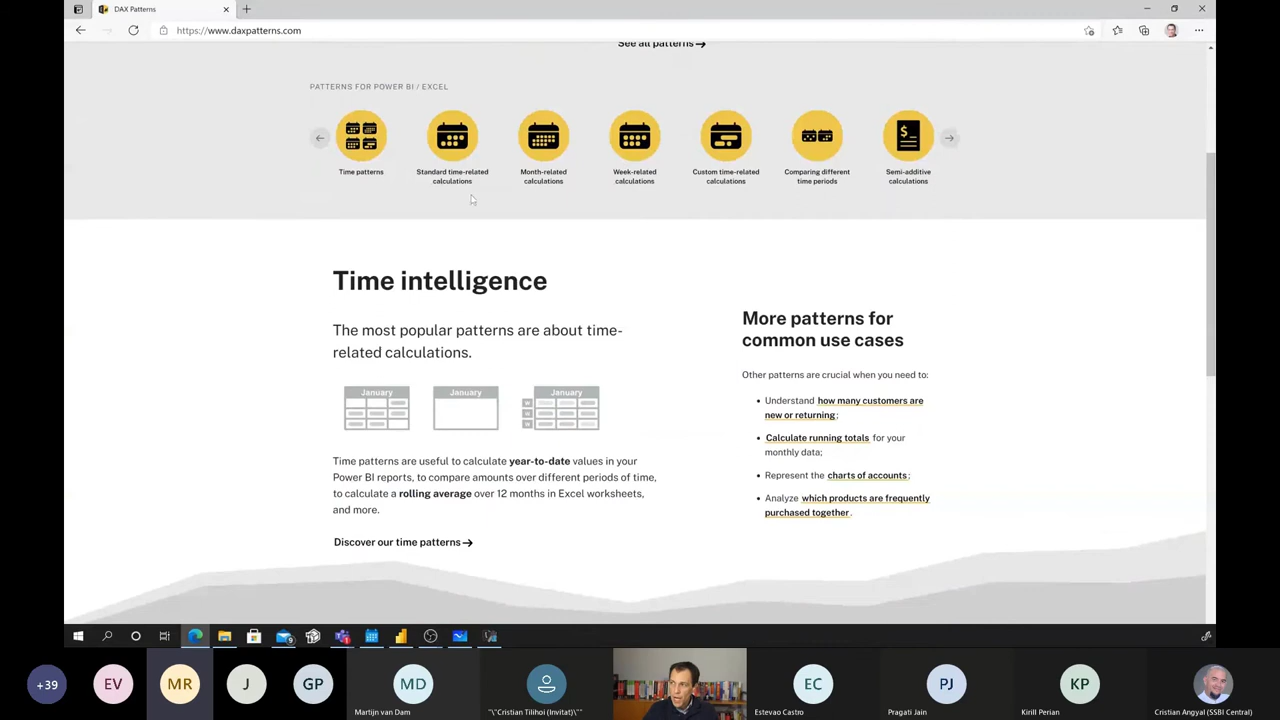 DAX Patterns
https://www.daxpatterns.com
See all patterns
PATTERNS FOR POWER BI / EXCEL
Time patterns
Standard time-related
calculations
Month-related
calculations
Week-related
calculations
Custom time-related
calculations
Comparing different
time periods
Semi-additive
calculations
Time intelligence
The most popular patterns are about time-
related calculations.
January
January
January
W
W
W
Time patterns are useful to calculate year-to-date values in your
Power BI reports, to compare amounts over different periods of time,
to calculate a rolling average over 12 months in Excel worksheets,
and more.
Discover our time patterns
More patterns for
common use cases
Other patterns are crucial when you need to:
• Understand how many customers are
new or returning;
• Calculate running totals for your
monthly data;
• Represent the charts of accounts;
• Analyze which products are frequently
purchased together.
+39
EV
MR
J
GP
MD
Martijn van Dam
"\"Cristian Tilihoi (Invitat)\""
EC
Estevao Castro
PJ
Pragati Jain
KP
Kirill Perian
Cristian Angyal (SSBI Central)